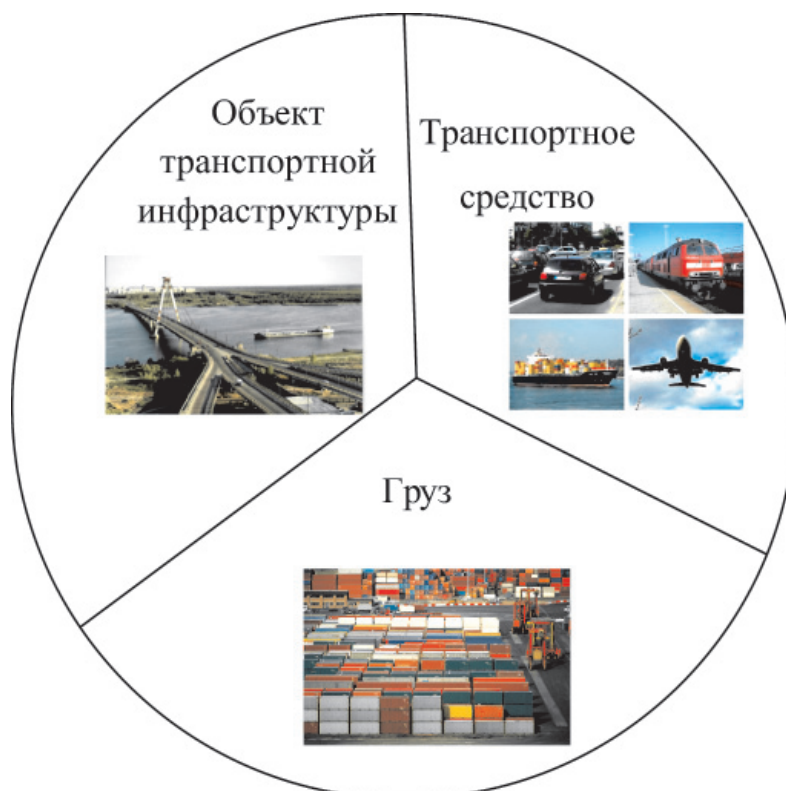 Объект
транспортной
инфраструктуры
Транспортное
средство
Груз